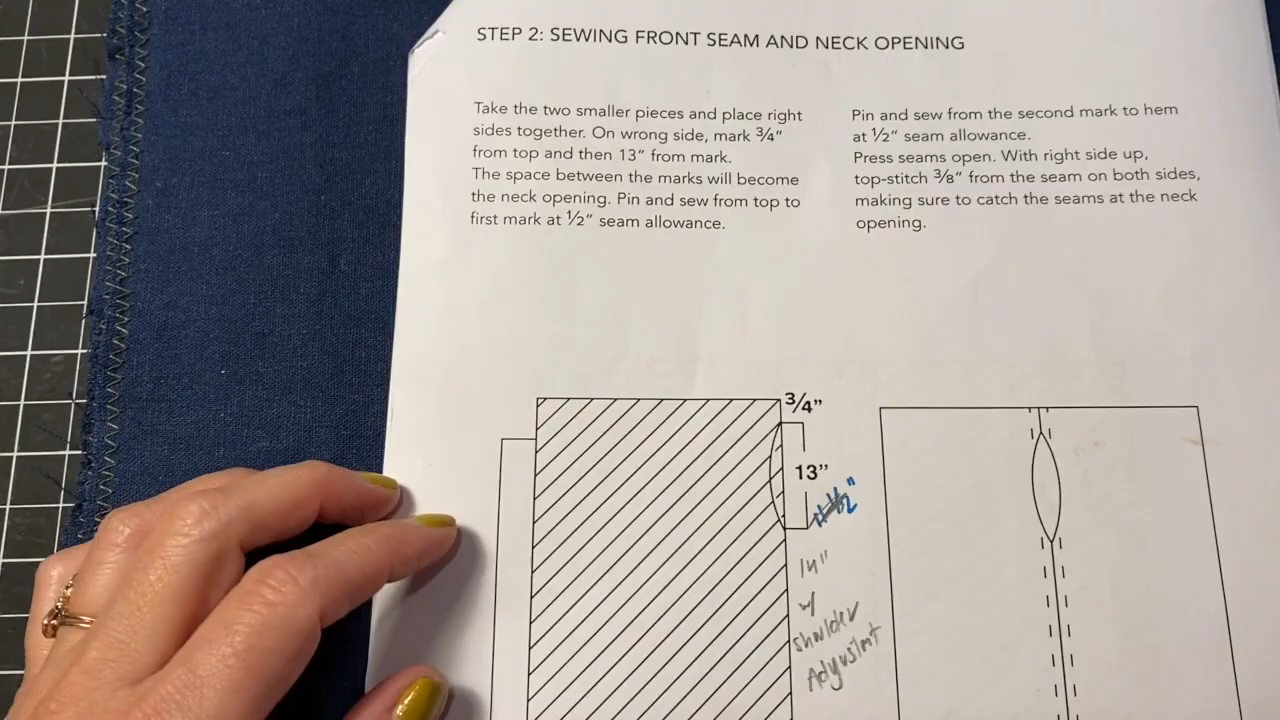 STEP 2: SEWING FRONT SEAM AND NECK OPENING
Take the two smaller pieces and place right
sides together. On wrong side, mark ¾"
from top and then 13" from mark.
The space between the marks will become
the neck opening. Pin and sew from top to
first mark at ½" seam allowance.
Pin and sew from the second mark to hem
at ½" seam allowance.
Press seams open. With right side up,
top-stitch ⅜" from the seam on both sides,
making sure to catch the seams at the neck
opening.
¾"
13"
14"
w/
shoulder